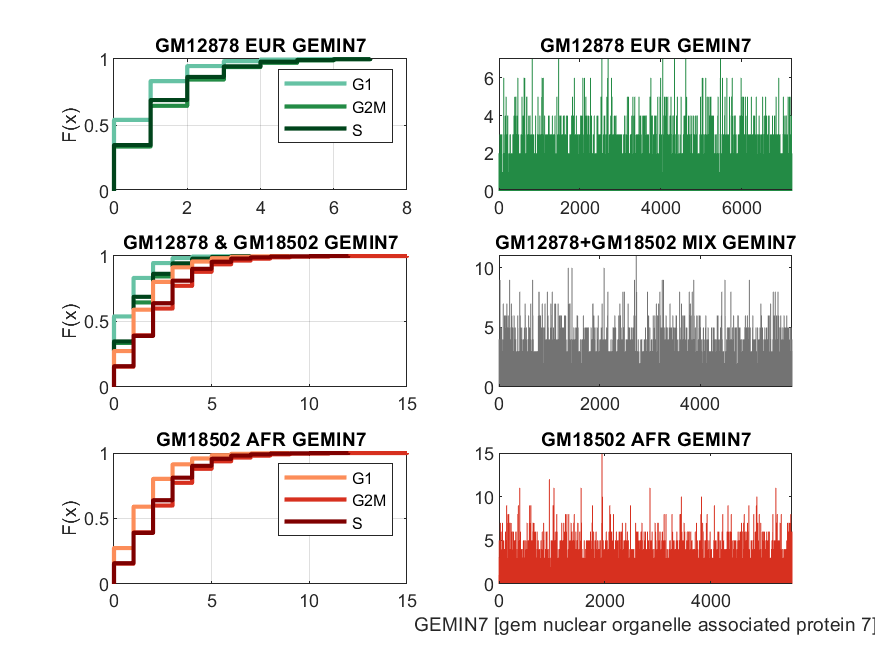 GM12878 EUR GEMIN7
1
0.5
1
F(x)
0 2 4 6 8
G1
G2M
S
GM12878 EUR GEMIN7
6
4
2
0
0 2000 4000 6000
GM12878 & GM18502 GEMIN7
1
0.5
1
F(x)
0 5 10 15
GM12878+GM18502 MIX GEMIN7
10
5
0
0 2000 4000
GM18502 AFR GEMIN7
1
0.5
0
F(x)
0 5 10 15
G1
G2M
S
GM18502 AFR GEMIN7
15
10
5
0
0 2000 4000
GEMIN7 [gem nuclear organelle associated protein 7]